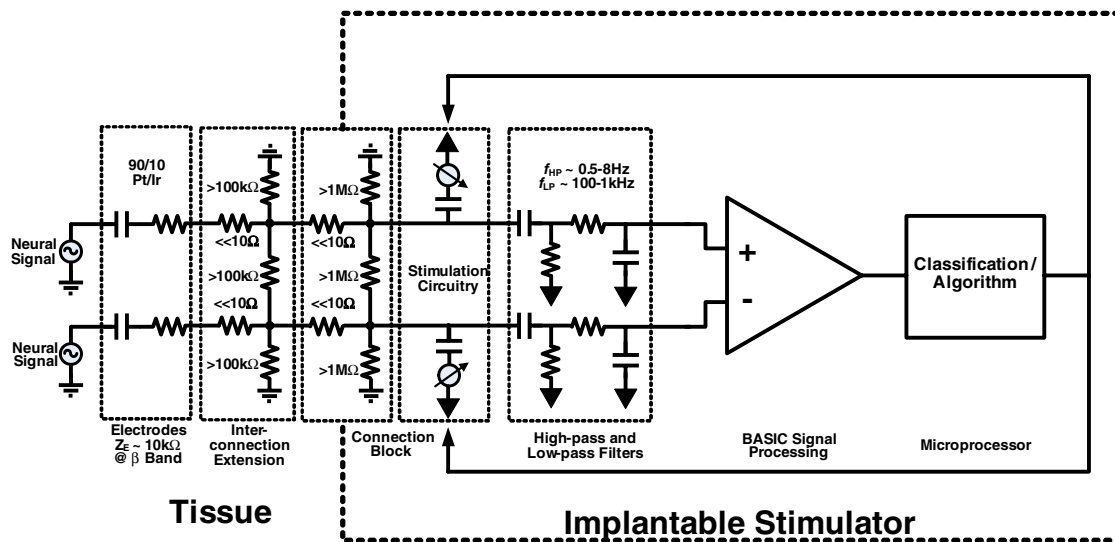 90/10
Pt/Ir
Neural
Signal
Neural
Signal
>100kΩ
<<10Ω
>100kΩ
<<10Ω
>100kΩ
>1MΩ
<<10Ω
>1MΩ
<<10Ω
>1MΩ
Stimulation
Circuitry
fHP ~ 0.5-8Hz
fLP ~ 100-1kHz
+
-
Classification/
Algorithm
Electrodes
ZE ~ 10kΩ
@ β Band
Inter-
connection
Extension
Connection
Block
High-pass and
Low-pass Filters
BASIC Signal
Processing
Microprocessor
Tissue
Implantable Stimulator